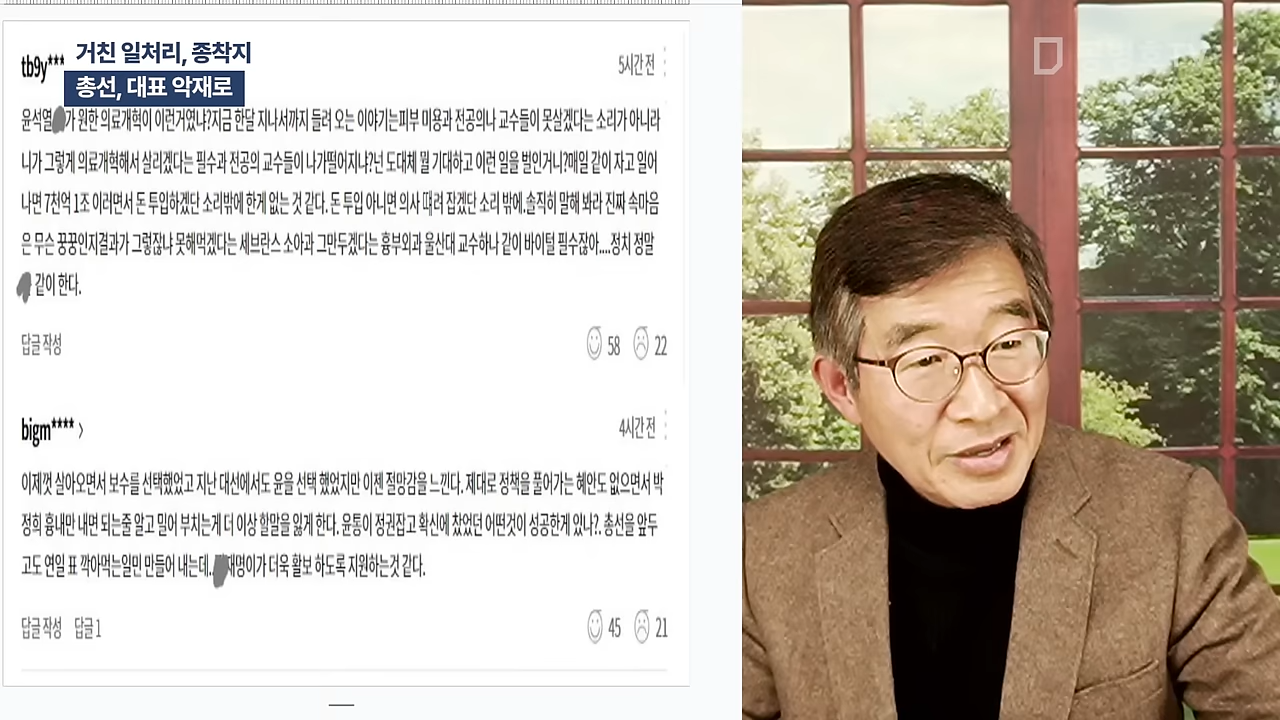 거친 일처리, 종착지
총선, 대표 악재로
tb9y***
5시간 전
윤석열 가 원한 의료개혁이 이런거였냐?지금 한달 지나서까지 들려 오는 이야기는피부 미용과 전공의나 교수들이 못살겠다는 소리가 아니라
니가 그렇게 의료개혁해서 살리겠다는 필수과 전공의 교수들이 나가떨어지냐?넌 도대체 뭘 기대하고 이런 일을 벌인거니?매일 같이 자고 일어
나면 7천억 1조 이러면서 돈 투입하겠단 소리밖에 한게 없는 것 같다. 돈 투입 아니면 의사 때려 잡겠단 소리 밖에.솔직히 말해 봐라 진짜 속마음
은 무슨 꿍꿍인지결과가 그렇잖냐 못해먹겠다는 세브란스 소아과 그만두겠다는 흉부외과 울산대 교수하나 같이 바이털 필수잖아....정치 정말
같이 한다.
답글 작성
58
22
bigm**** >
4시간 전
이제껏 살아오면서 보수를 선택했었고 지난 대선에서도 윤을 선택 했었지만 이젠 절망감을 느낀다. 제대로 정책을 풀어가는 혜안도 없으면서 박
정희 흉내만 내면 되는줄 알고 밀어 부치는게 더 이상 할말을 잃게 한다. 윤통이 정권잡고 확신에 찼었던 어떤것이 성공한게 있나?. 총선을 앞두
고도 연일 표 깍아먹는일민 만들어 내는데.. 재명이가 더욱 활보 하도록 지원하는것 같다.
답글 작성 답글 1
45
21